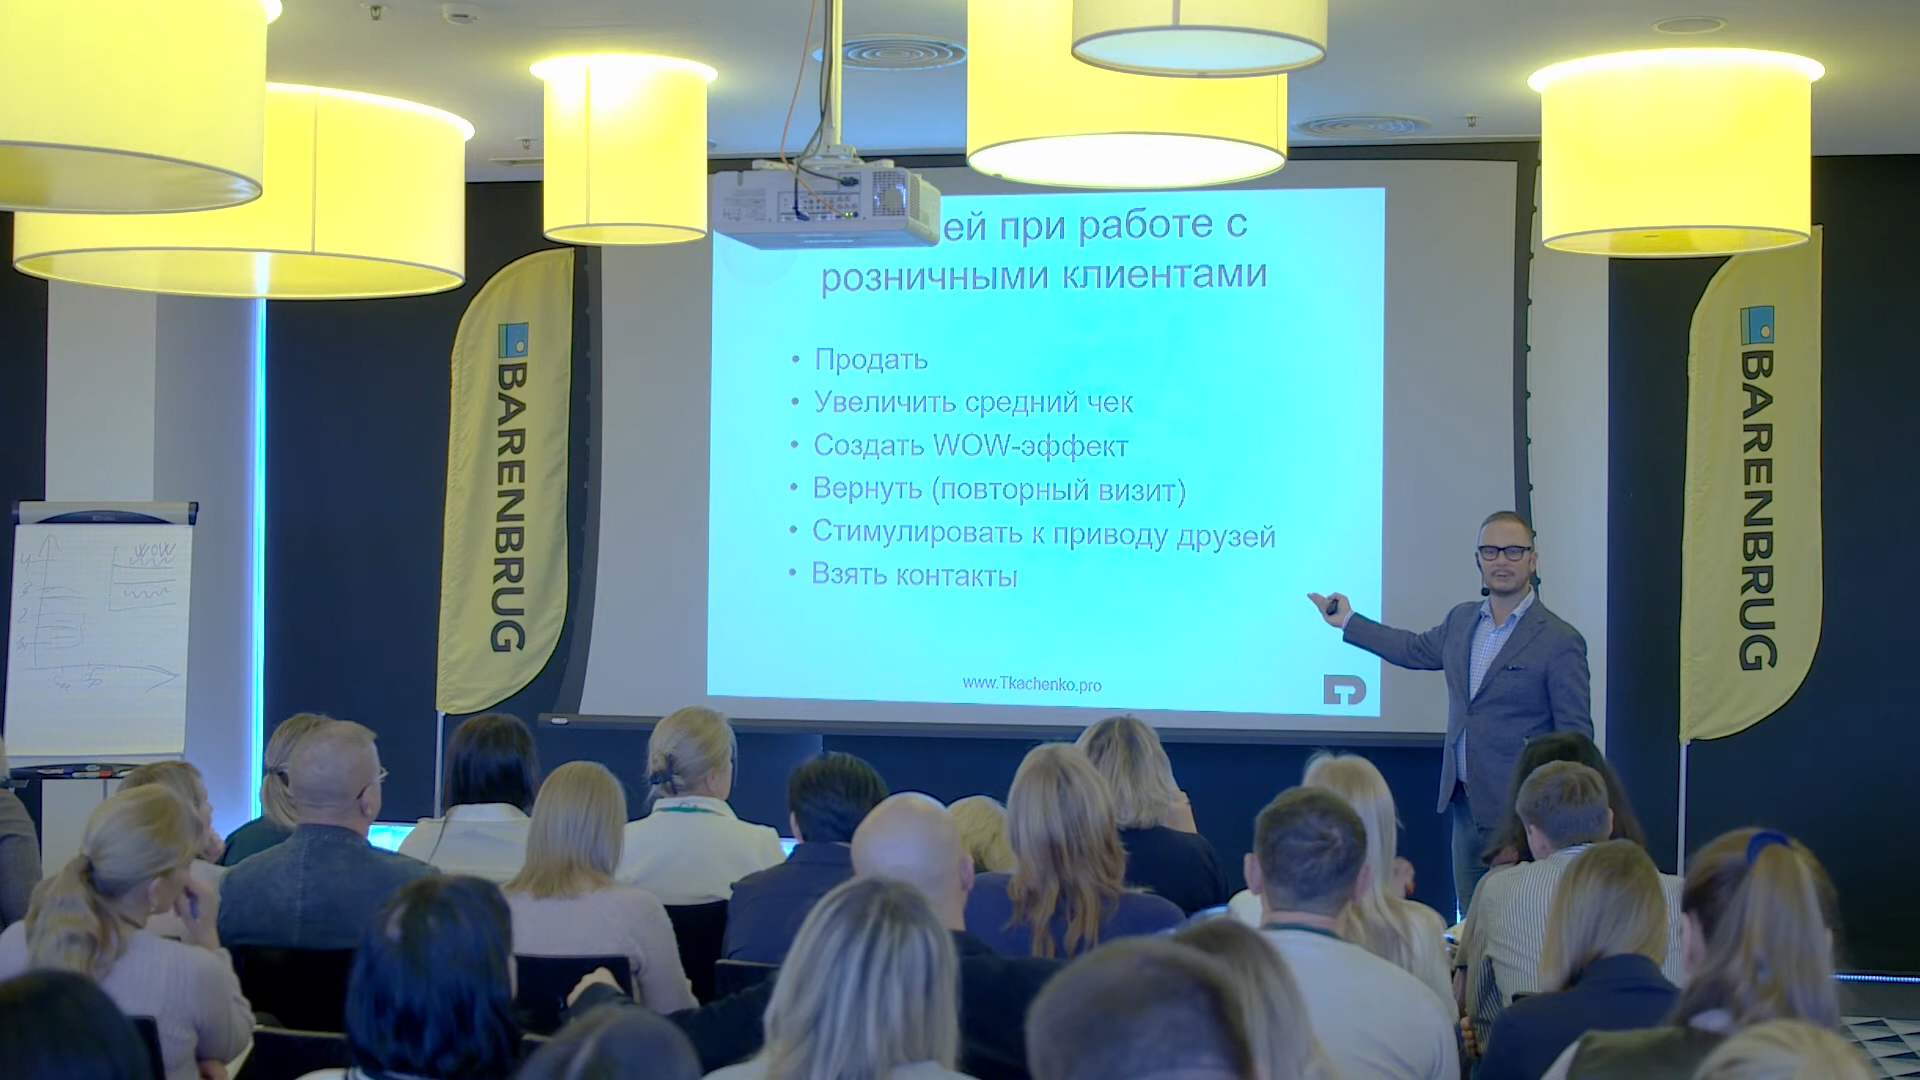 ей при работе с
розничными клиентами
• Продать
• Увеличить средний чек
• Создать WOW-эффект
• Вернуть (повторный визит)
• Стимулировать к приводу друзей
• Взять контакты
www.Tkachenko.pro
BARENBRUG
BARENBRUG
WOW